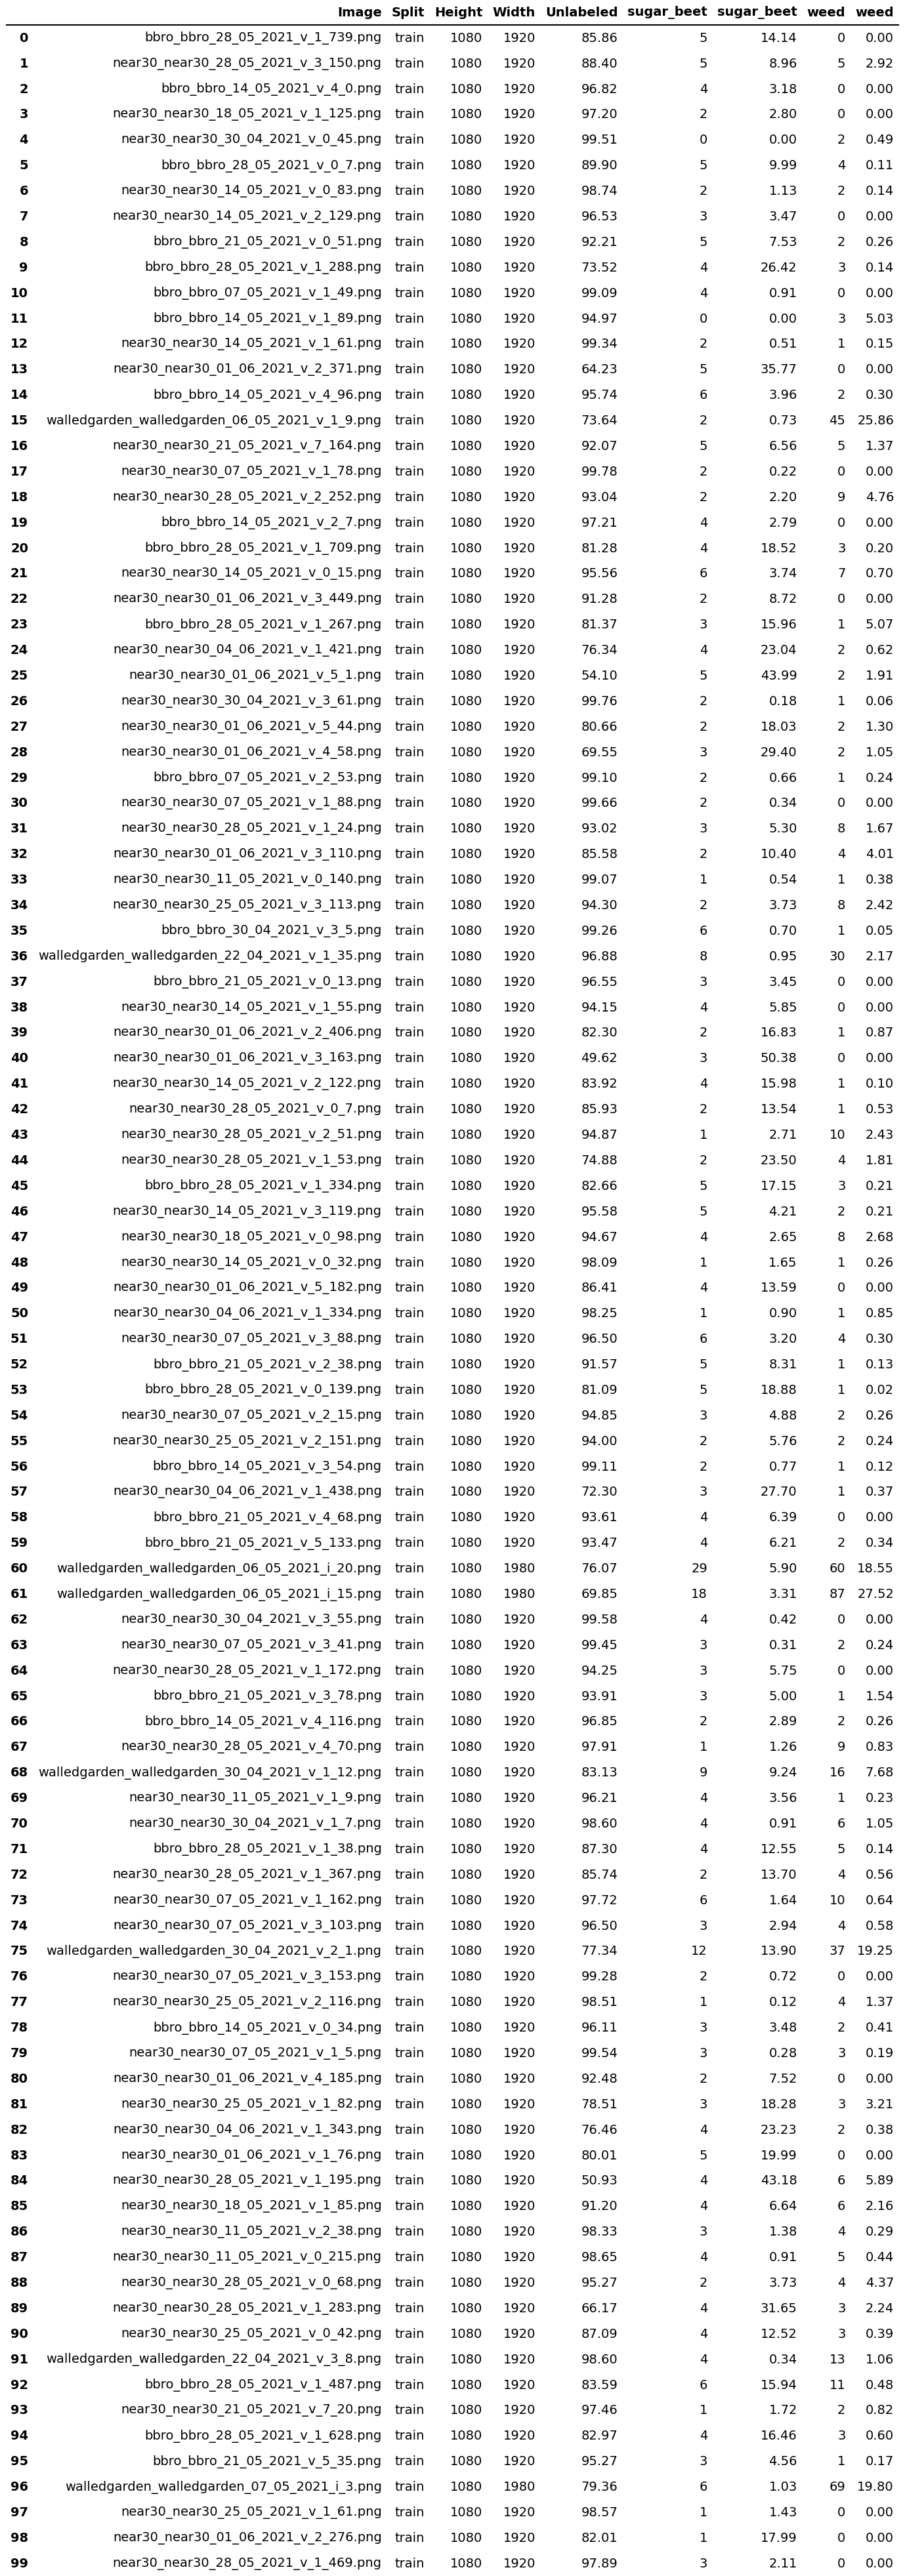 Image Split Height Width Unlabeled sugar_beet sugar_beet weed weed
0 bbro_bbro_28_05_2021_v_1_739.png train 1080 1920 85.86 5 14.14 0 0.00
1 near30_near30_28_05_2021_v_3_150.png train 1080 1920 88.40 5 8.96 5 2.92
2 bbro_bbro_14_05_2021_v_4_0.png train 1080 1920 96.82 4 3.18 0 0.00
3 near30_near30_18_05_2021_v_1_125.png train 1080 1920 97.20 2 2.80 0 0.00
4 near30_near30_30_04_2021_v_0_45.png train 1080 1920 99.51 0 0.00 2 0.49
5 bbro_bbro_28_05_2021_v_0_7.png train 1080 1920 89.90 5 9.99 4 0.11
6 near30_near30_14_05_2021_v_0_83.png train 1080 1920 98.74 2 1.13 2 0.14
7 near30_near30_14_05_2021_v_2_129.png train 1080 1920 96.53 3 3.47 0 0.00
8 bbro_bbro_21_05_2021_v_0_51.png train 1080 1920 92.21 5 7.53 2 0.26
9 bbro_bbro_28_05_2021_v_1_288.png train 1080 1920 73.52 4 26.42 3 0.14
10 bbro_bbro_07_05_2021_v_1_49.png train 1080 1920 99.09 4 0.91 0 0.00
11 bbro_bbro_14_05_2021_v_1_89.png train 1080 1920 94.97 0 0.00 3 5.03
12 near30_near30_14_05_2021_v_1_61.png train 1080 1920 99.34 2 0.51 1 0.15
13 near30_near30_01_06_2021_v_2_371.png train 1080 1920 64.23 5 35.77 0 0.00
14 bbro_bbro_14_05_2021_v_4_96.png train 1080 1920 95.74 6 3.96 2 0.30
15 walledgarden_walledgarden_06_05_2021_v_1_9.png train 1080 1920 73.64 2 0.73 45 25.86
16 near30_near30_21_05_2021_v_7_164.png train 1080 1920 92.07 5 6.56 5 1.37
17 near30_near30_07_05_2021_v_1_78.png train 1080 1920 99.78 2 0.22 0 0.00
18 near30_near30_28_05_2021_v_2_252.png train 1080 1920 93.04 2 2.20 9 4.76
19 bbro_bbro_14_05_2021_v_2_7.png train 1080 1920 97.21 4 2.79 0 0.00
20 bbro_bbro_28_05_2021_v_1_709.png train 1080 1920 81.28 4 18.52 3 0.20
21 near30_near30_14_05_2021_v_0_15.png train 1080 1920 95.56 6 3.74 7 0.70
22 near30_near30_01_06_2021_v_3_449.png train 1080 1920 91.28 2 8.72 0 0.00
23 bbro_bbro_28_05_2021_v_1_267.png train 1080 1920 81.37 3 15.96 1 5.07
24 near30_near30_04_06_2021_v_1_421.png train 1080 1920 76.34 4 23.04 2 0.62
25 near30_near30_01_06_2021_v_5_1.png train 1080 1920 54.10 5 43.99 2 1.91
26 near30_near30_30_04_2021_v_3_61.png train 1080 1920 99.76 2 0.18 1 0.06
27 near30_near30_01_06_2021_v_5_44.png train 1080 1920 80.66 2 18.03 2 1.30
28 near30_near30_01_06_2021_v_4_58.png train 1080 1920 69.55 3 29.40 2 1.05
29 bbro_bbro_07_05_2021_v_2_53.png train 1080 1920 99.10 2 0.66 1 0.24
30 near30_near30_07_05_2021_v_1_88.png train 1080 1920 99.66 2 0.34 0 0.00
31 near30_near30_28_05_2021_v_1_24.png train 1080 1920 93.02 3 5.30 8 1.67
32 near30_near30_01_06_2021_v_3_110.png train 1080 1920 85.58 2 10.40 4 4.01
33 near30_near30_11_05_2021_v_0_140.png train 1080 1920 99.07 1 0.54 1 0.38
34 near30_near30_25_05_2021_v_3_113.png train 1080 1920 94.30 2 3.73 8 2.42
35 bbro_bbro_30_04_2021_v_3_5.png train 1080 1920 99.26 6 0.70 1 0.05
36 walledgarden_walledgarden_22_04_2021_v_1_35.png train 1080 1920 96.88 8 0.95 30 2.17
37 bbro_bbro_21_05_2021_v_0_13.png train 1080 1920 96.55 3 3.45 0 0.00
38 near30_near30_14_05_2021_v_1_55.png train 1080 1920 94.15 4 5.85 0 0.00
39 near30_near30_01_06_2021_v_2_406.png train 1080 1920 82.30 2 16.83 1 0.87
40 near30_near30_01_06_2021_v_3_163.png train 1080 1920 49.62 3 50.38 0 0.00
41 near30_near30_14_05_2021_v_2_122.png train 1080 1920 83.92 4 15.98 1 0.10
42 near30_near30_28_05_2021_v_0_7.png train 1080 1920 85.93 2 13.54 1 0.53
43 near30_near30_28_05_2021_v_2_51.png train 1080 1920 94.87 1 2.71 10 2.43
44 near30_near30_28_05_2021_v_1_53.png train 1080 1920 74.88 2 23.50 4 1.81
45 bbro_bbro_28_05_2021_v_1_334.png train 1080 1920 82.66 5 17.15 3 0.21
46 near30_near30_14_05_2021_v_3_119.png train 1080 1920 95.58 5 4.21 2 0.21
47 near30_near30_18_05_2021_v_0_98.png train 1080 1920 94.67 4 2.65 8 2.68
48 near30_near30_14_05_2021_v_0_32.png train 1080 1920 98.09 1 1.65 1 0.26
49 near30_near30_01_06_2021_v_5_182.png train 1080 1920 86.41 4 13.59 0 0.00
50 near30_near30_04_06_2021_v_1_334.png train 1080 1920 98.25 1 0.90 1 0.85
51 near30_near30_07_05_2021_v_3_88.png train 1080 1920 96.50 6 3.20 4 0.30
52 bbro_bbro_21_05_2021_v_2_38.png train 1080 1920 91.57 5 8.31 1 0.13
53 bbro_bbro_28_05_2021_v_0_139.png train 1080 1920 81.09 5 18.88 1 0.02
54 near30_near30_07_05_2021_v_2_15.png train 1080 1920 94.85 3 4.88 2 0.26
55 near30_near30_25_05_2021_v_2_151.png train 1080 1920 94.00 2 5.76 2 0.24
56 bbro_bbro_14_05_2021_v_3_54.png train 1080 1920 99.11 2 0.77 1 0.12
57 near30_near30_04_06_2021_v_1_438.png train 1080 1920 72.30 3 27.70 1 0.37
58 bbro_bbro_21_05_2021_v_4_68.png train 1080 1920 93.61 4 6.39 0 0.00
59 bbro_bbro_21_05_2021_v_5_133.png train 1080 1920 93.47 4 6.21 2 0.34
60 walledgarden_walledgarden_06_05_2021_i_20.png train 1080 1980 76.07 29 5.90 60 18.55
61 walledgarden_walledgarden_06_05_2021_i_15.png train 1080 1980 69.85 18 3.31 87 27.52
62 near30_near30_30_04_2021_v_3_55.png train 1080 1920 99.58 4 0.42 0 0.00
63 near30_near30_07_05_2021_v_3_41.png train 1080 1920 99.45 3 0.31 2 0.24
64 near30_near30_28_05_2021_v_1_172.png train 1080 1920 94.25 3 5.75 0 0.00
65 bbro_bbro_21_05_2021_v_3_78.png train 1080 1920 93.91 3 5.00 1 1.54
66 bbro_bbro_14_05_2021_v_4_116.png train 1080 1920 96.85 2 2.89 2 0.26
67 near30_near30_28_05_2021_v_4_70.png train 1080 1920 97.91 1 1.26 9 0.83
68 walledgarden_walledgarden_30_04_2021_v_1_12.png train 1080 1920 83.13 9 9.24 16 7.68
69 near30_near30_11_05_2021_v_1_9.png train 1080 1920 96.21 4 3.56 1 0.23
70 near30_near30_30_04_2021_v_1_7.png train 1080 1920 98.60 4 0.91 6 1.05
71 bbro_bbro_28_05_2021_v_1_38.png train 1080 1920 87.30 4 12.55 5 0.14
72 near30_near30_28_05_2021_v_1_367.png train 1080 1920 85.74 2 13.70 4 0.56
73 near30_near30_07_05_2021_v_1_162.png train 1080 1920 97.72 6 1.64 10 0.64
74 near30_near30_07_05_2021_v_3_103.png train 1080 1920 96.50 3 2.94 4 0.58
75 walledgarden_walledgarden_30_04_2021_v_2_1.png train 1080 1920 77.34 12 13.90 37 19.25
76 near30_near30_07_05_2021_v_3_153.png train 1080 1920 99.28 2 0.72 0 0.00
77 near30_near30_25_05_2021_v_2_116.png train 1080 1920 98.51 1 0.12 4 1.37
78 bbro_bbro_14_05_2021_v_0_34.png train 1080 1920 96.11 3 3.48 2 0.41
79 near30_near30_07_05_2021_v_1_5.png train 1080 1920 99.54 3 0.28 3 0.19
80 near30_near30_01_06_2021_v_4_185.png train 1080 1920 92.48 2 7.52 0 0.00
81 near30_near30_25_05_2021_v_1_82.png train 1080 1920 78.51 3 18.28 3 3.21
82 near30_near30_04_06_2021_v_1_343.png train 1080 1920 76.46 4 23.23 2 0.38
83 near30_near30_01_06_2021_v_1_76.png train 1080 1920 80.01 5 19.99 0 0.00
84 near30_near30_28_05_2021_v_1_195.png train 1080 1920 50.93 4 43.18 6 5.89
85 near30_near30_18_05_2021_v_1_85.png train 1080 1920 91.20 4 6.64 6 2.16
86 near30_near30_11_05_2021_v_2_38.png train 1080 1920 98.33 3 1.38 4 0.29
87 near30_near30_11_05_2021_v_0_215.png train 1080 1920 98.65 4 0.91 5 0.44
88 near30_near30_28_05_2021_v_0_68.png train 1080 1920 95.27 2 3.73 4 4.37
89 near30_near30_28_05_2021_v_1_283.png train 1080 1920 66.17 4 31.65 3 2.24
90 near30_near30_25_05_2021_v_0_42.png train 1080 1920 87.09 4 12.52 3 0.39
91 walledgarden_walledgarden_22_04_2021_v_3_8.png train 1080 1920 98.60 4 0.34 13 1.06
92 bbro_bbro_28_05_2021_v_1_487.png train 1080 1920 83.59 6 15.94 11 0.48
93 near30_near30_21_05_2021_v_7_20.png train 1080 1920 97.46 1 1.72 2 0.82
94 bbro_bbro_28_05_2021_v_1_628.png train 1080 1920 82.97 4 16.46 3 0.60
95 bbro_bbro_21_05_2021_v_5_35.png train 1080 1920 95.27 3 4.56 1 0.17
96 walledgarden_walledgarden_07_05_2021_i_3.png train 1080 1980 79.36 6 1.03 69 19.80
97 near30_near30_25_05_2021_v_1_61.png train 1080 1920 98.57 1 1.43 0 0.00
98 near30_near30_01_06_2021_v_2_276.png train 1080 1920 82.01 1 17.99 0 0.00
99 near30_near30_28_05_2021_v_1_469.png train 1080 1920 97.89 3 2.11 0 0.00